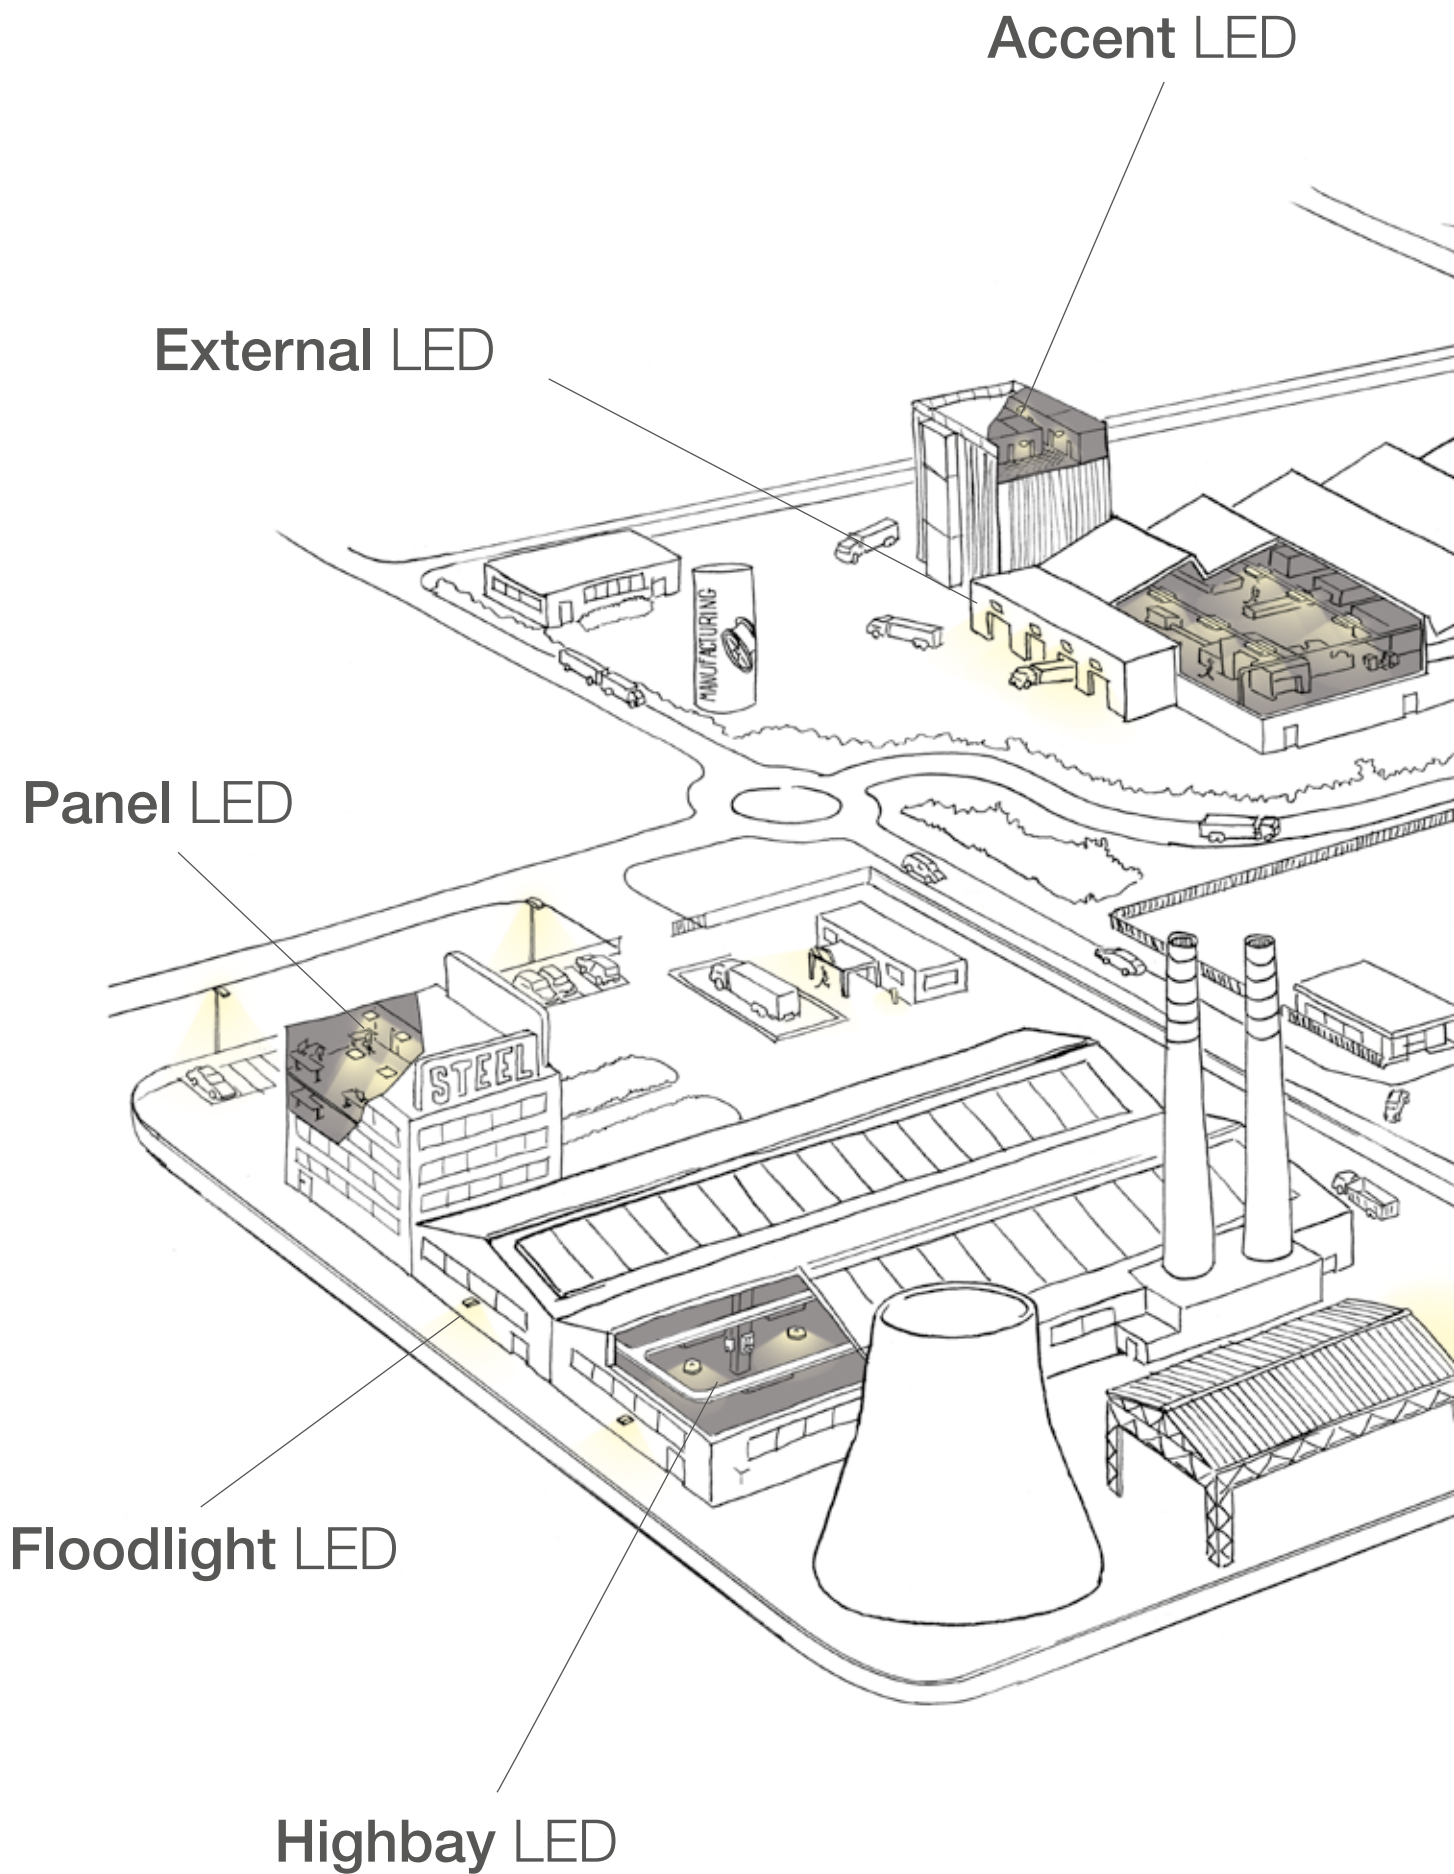 Accent LED
External LED
MANUFACTURING
Panel LED
STEEL
Floodlight LED
Highbay LED